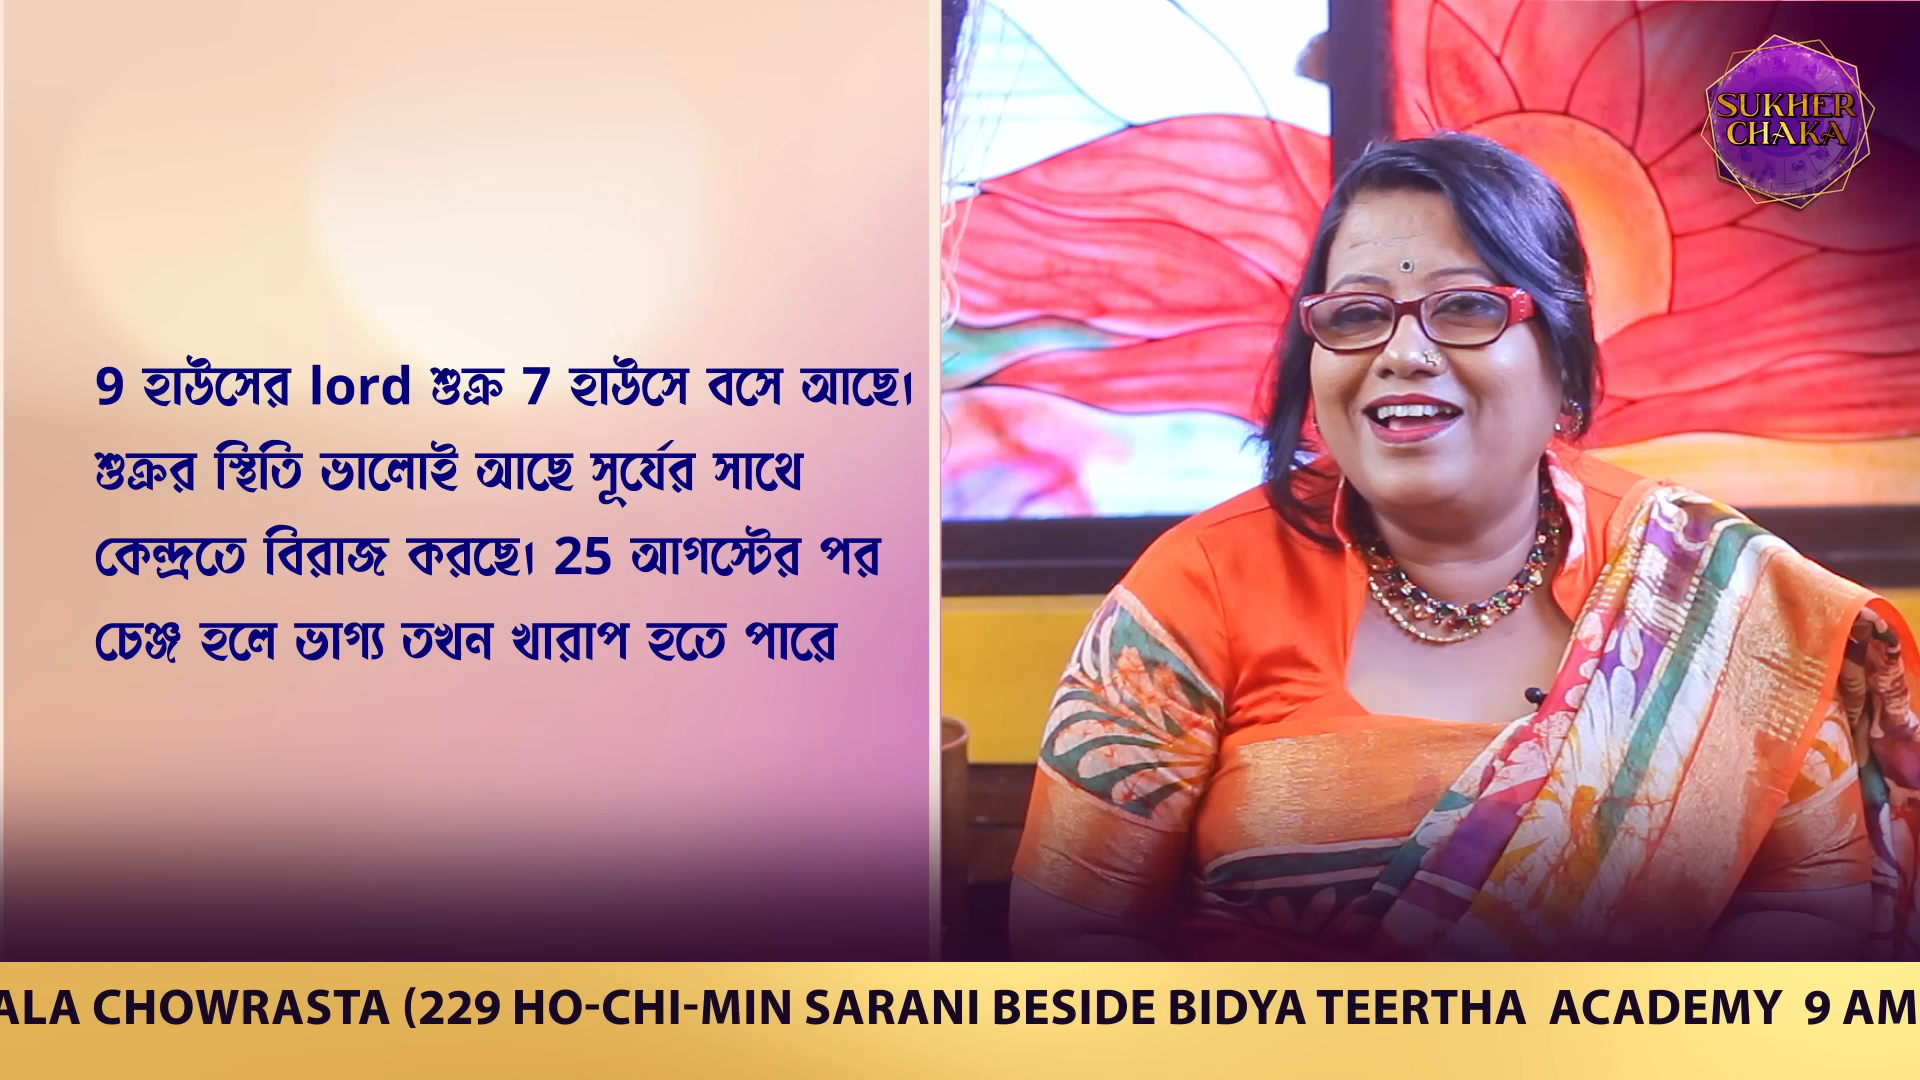 SUKHER
CHAKA
9 হাউসের lord শুক্র 7 হাউসে বসে আছে।
শুক্রর স্থিতি ভালোই আছে সূর্যের সাথে
কেন্দ্রতে বিরাজ করছে। 25 আগস্টের পর
চেঞ্জ হলে ভাগ্য তখন খারাপ হতে পারে
ALA CHOWRASTA (229 HO-CHI-MIN SARANI BESIDE BIDYA TEERTHA ACADEMY 9 AM